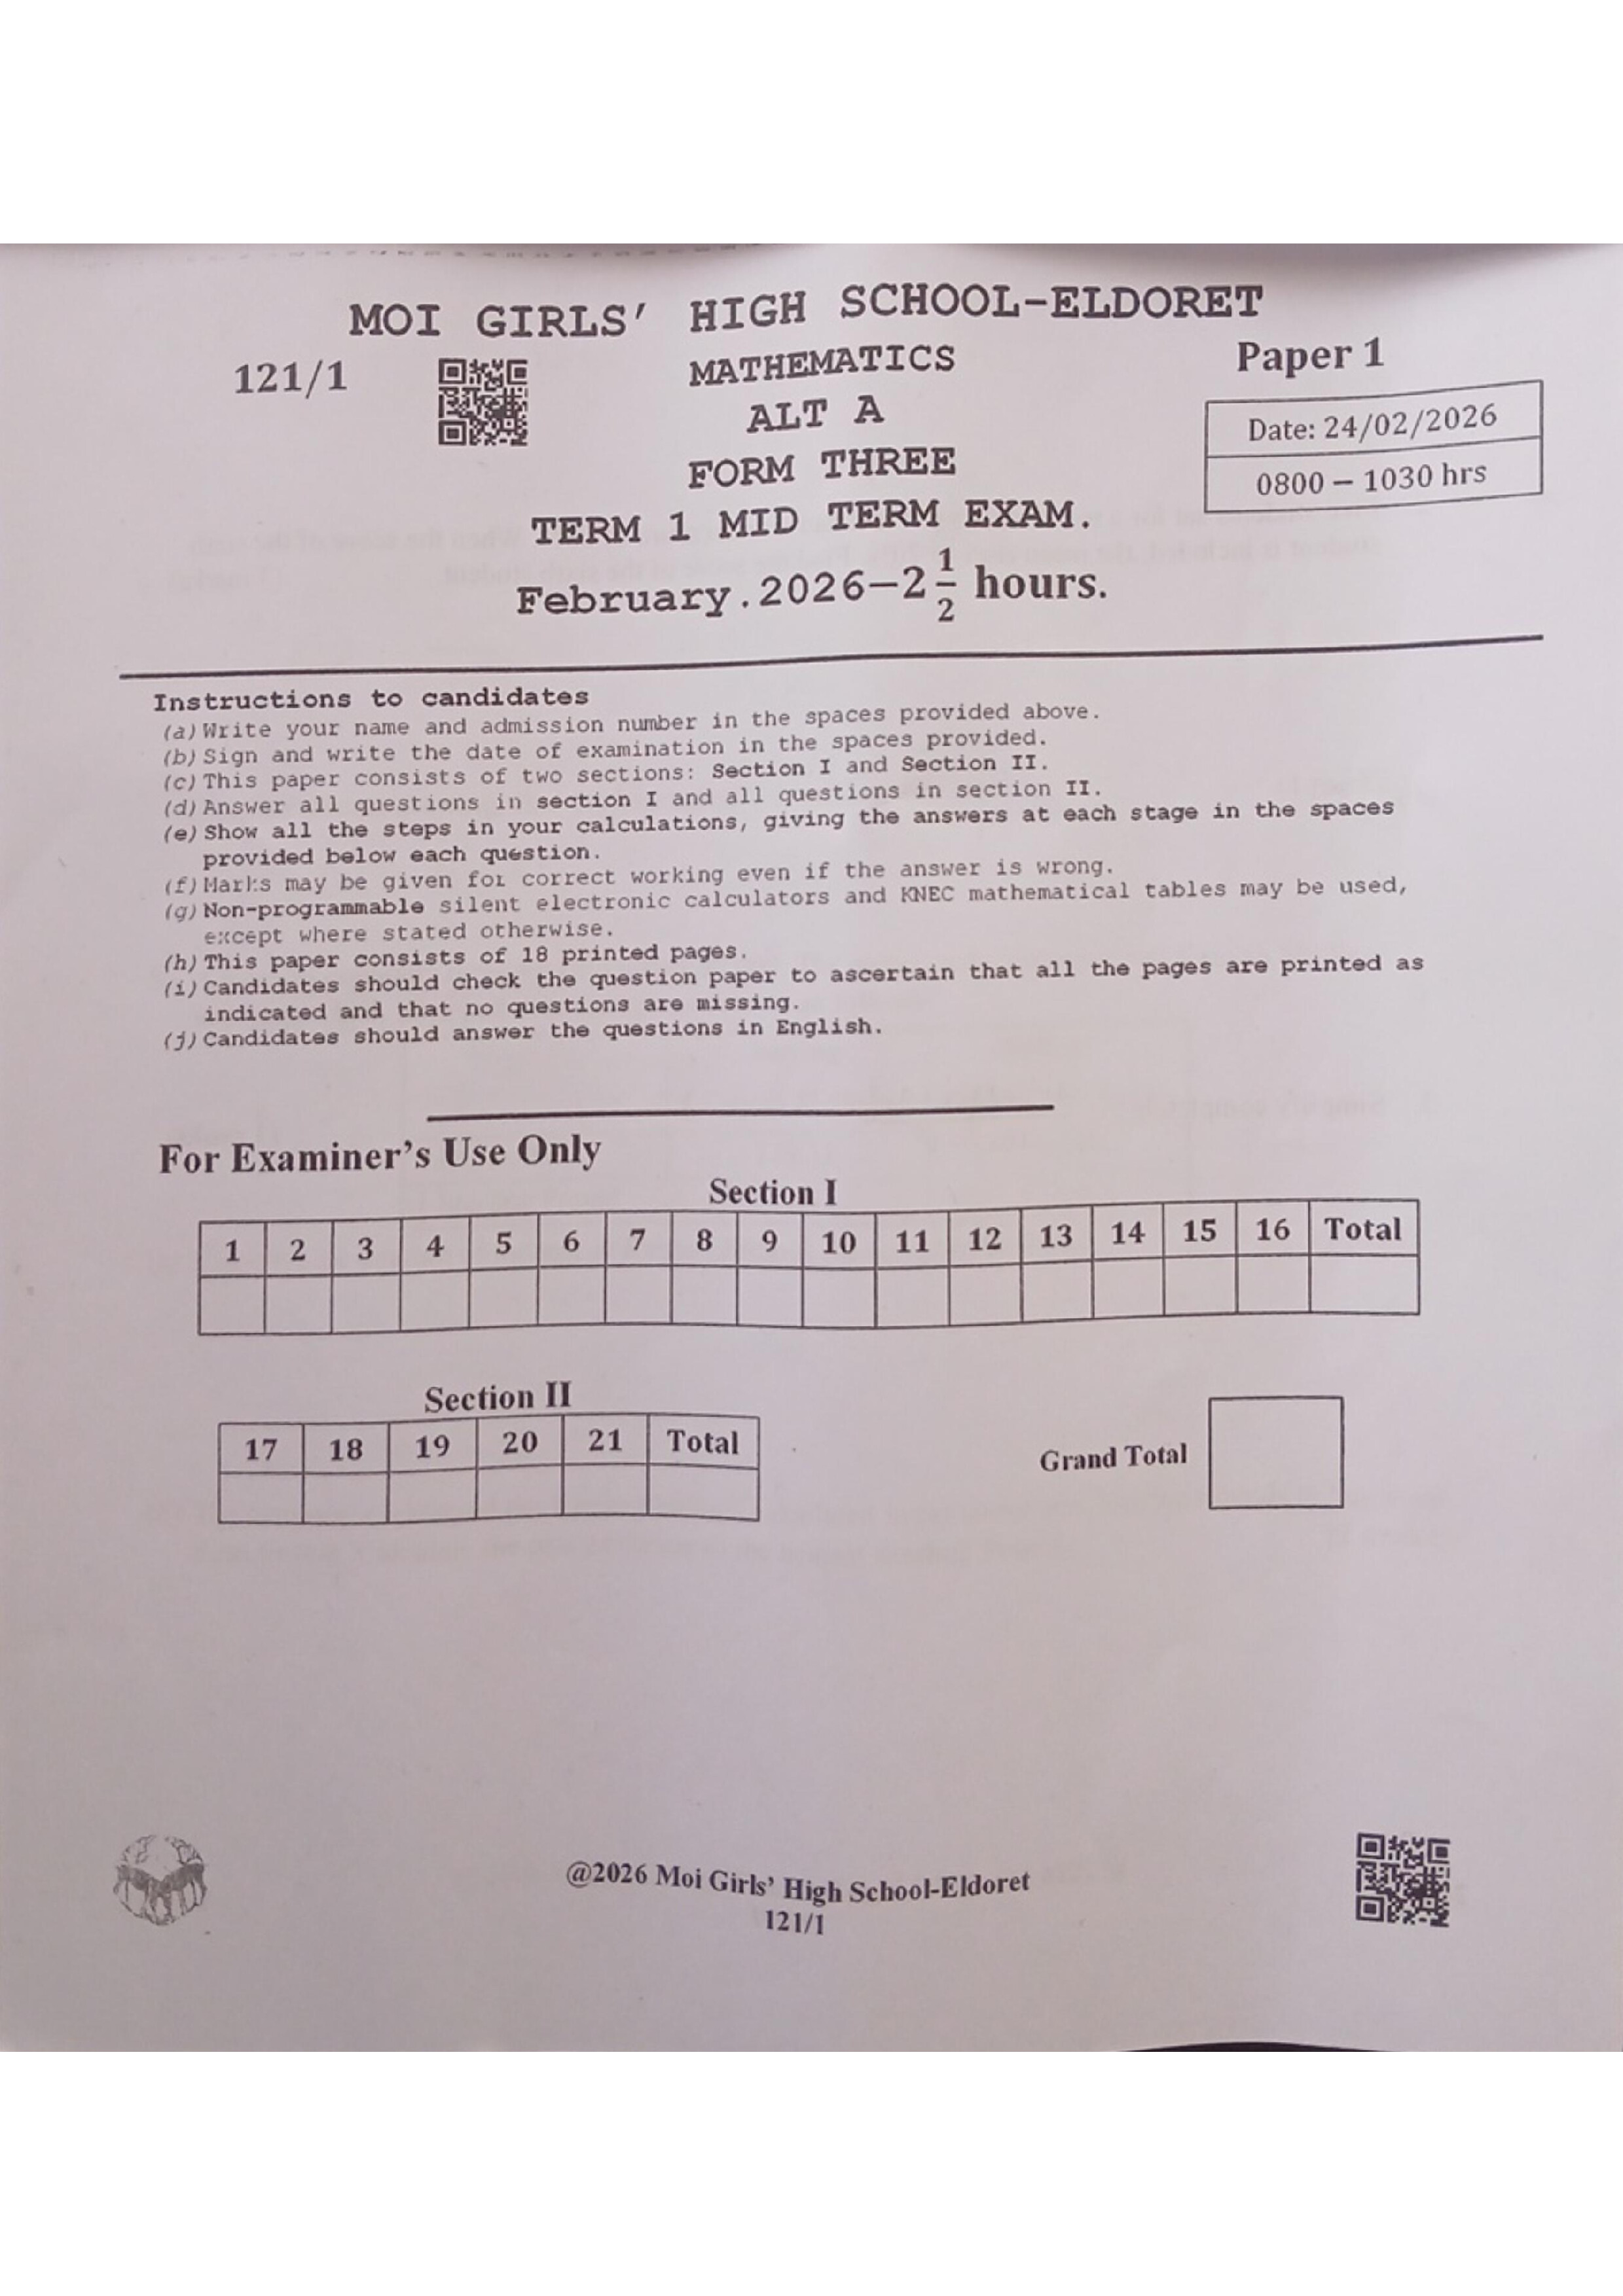 MOI GIRLS' HIGH SCHOOL-ELDORET
121/1
MATHEMATICS
Paper 1
ALT A
Date: 24/02/2026
FORM THREE
0800 – 1030 hrs
TERM 1 MID TERM EXAM.
February.2026–2 1/2 hours.
Instructions to candidates
(a) Write your name and admission number in the spaces provided above.
(b) Sign and write the date of examination in the spaces provided.
(c) This paper consists of two sections: Section I and Section II.
(d) Answer all questions in section I and all questions in section II.
(e) Show all the steps in your calculations, giving the answers at each stage in the spaces
provided below each question.
(f) Marks may be given for correct working even if the answer is wrong.
(g) Non-programmable silent electronic calculators and KNEC mathematical tables may be used,
except where stated otherwise.
(h) This paper consists of 18 printed pages.
(i) Candidates should check the question paper to ascertain that all the pages are printed as
indicated and that no questions are missing.
(j) Candidates should answer the questions in English.
For Examiner's Use Only
Section I
1 2 3 4 5 6 7 8 9 10 11 12 13 14 15 16 Total
Section II
17 18 19 20 21 Total
Grand Total
@2026 Moi Girls' High School-Eldoret
121/1